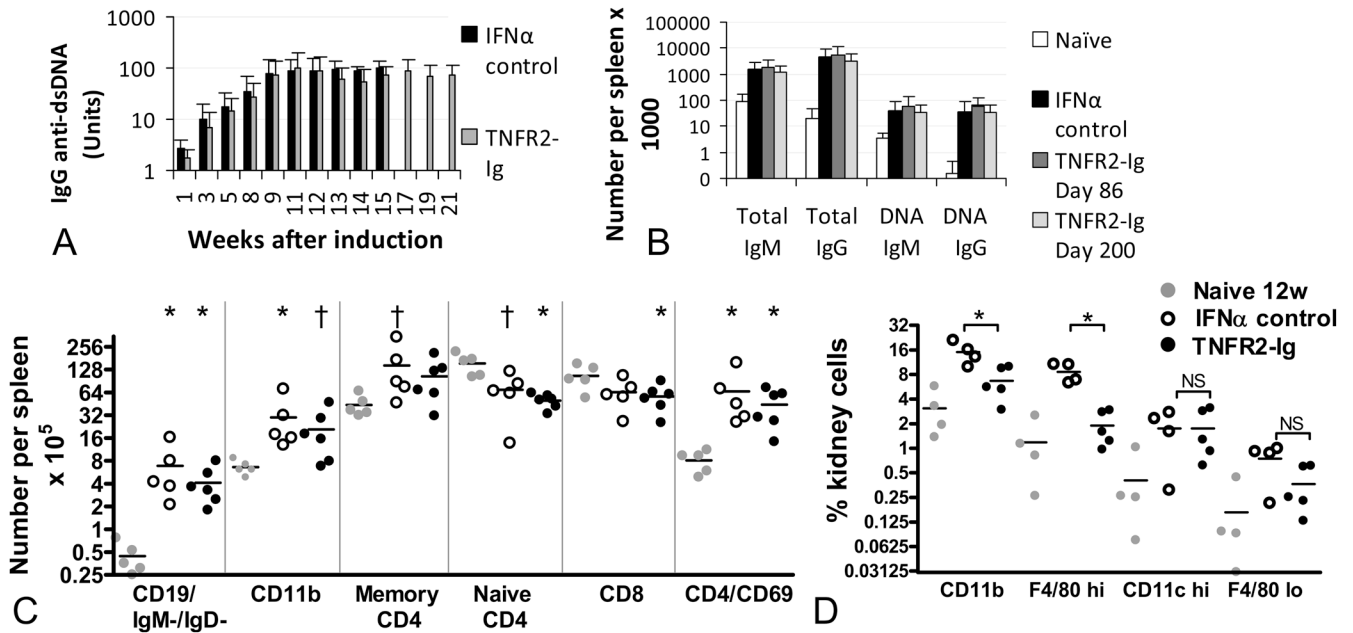 IgG anti-dsDNA
(Units)
1000
100
10
1
1 3 5 8 9 11 12 13 14 15 17 19 21
Weeks after induction
A
IFNα
control
TNFR2-
Ig
Number per spleen x
1000
100000
10000
1000
100
10
1
0
Total
IgM
Total
IgG
DNA
IgM
DNA
IgG
B
Naïve
IFNα
control
TNFR2-Ig
Day 86
TNFR2-Ig
Day 200
Number per spleen
x 10⁵
256
128
64
32
16
8
4
2
1
0.5
0.25
* * * † † † * * * *
CD19/
IgM-/IgD-
CD11b
Memory
CD4
Naive
CD4
CD8
CD4/CD69
C
Naive 12w
IFNα control
TNFR2-Ig
% kidney cells
32
16
8
4
2
1
0.5
0.25
0.125
0.0625
0.03125
* * NS NS
CD11b
F4/80 hi
CD11c hi
F4/80 lo
D